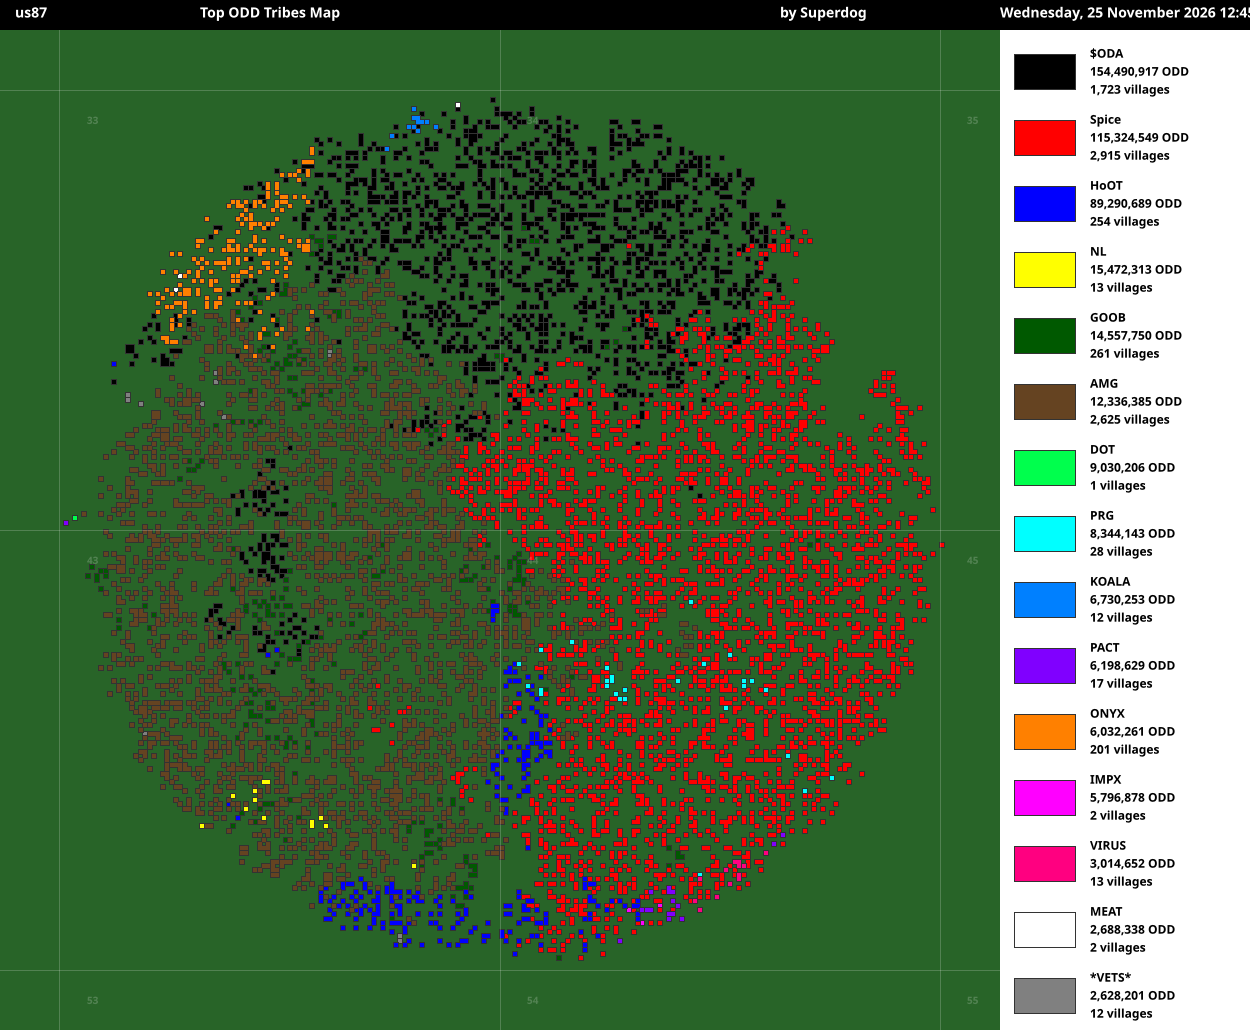 us87
Top ODD Tribes Map
by Superdog
Wednesday, 25 November 2026 12:45
33
34
35
43
44
45
53
54
55
$ODA
154,490,917 ODD
1,723 villages
Spice
115,324,549 ODD
2,915 villages
HoOT
89,290,689 ODD
254 villages
NL
15,472,313 ODD
13 villages
GOOB
14,557,750 ODD
261 villages
AMG
12,336,385 ODD
2,625 villages
DOT
9,030,206 ODD
1 villages
PRG
8,344,143 ODD
28 villages
KOALA
6,730,253 ODD
12 villages
PACT
6,198,629 ODD
17 villages
ONYX
6,032,261 ODD
201 villages
IMPX
5,796,878 ODD
2 villages
VIRUS
3,014,652 ODD
13 villages
MEAT
2,688,338 ODD
2 villages
*VETS*
2,628,201 ODD
12 villages